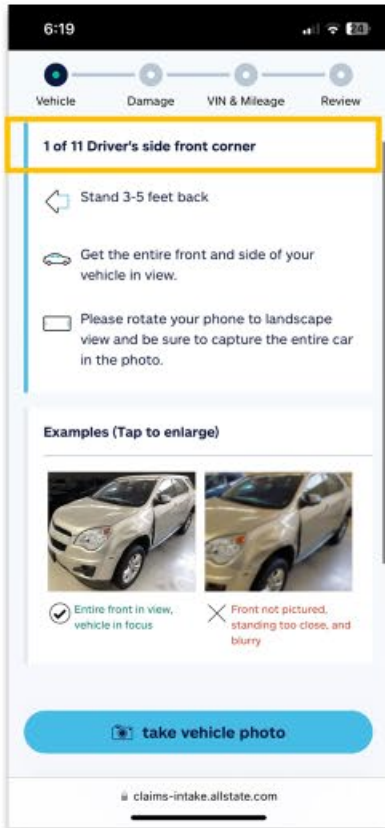 6:19
24
Vehicle Damage VIN & Mileage Review
1 of 11 Driver's side front corner
Stand 3-5 feet back
Get the entire front and side of your
vehicle in view.
Please rotate your phone to landscape
view and be sure to capture the entire car
in the photo.
Examples (Tap to enlarge)
Entire front in view,
vehicle in focus
Front not pictured,
standing too close, and
blurry
take vehicle photo
claims-intake.allstate.com